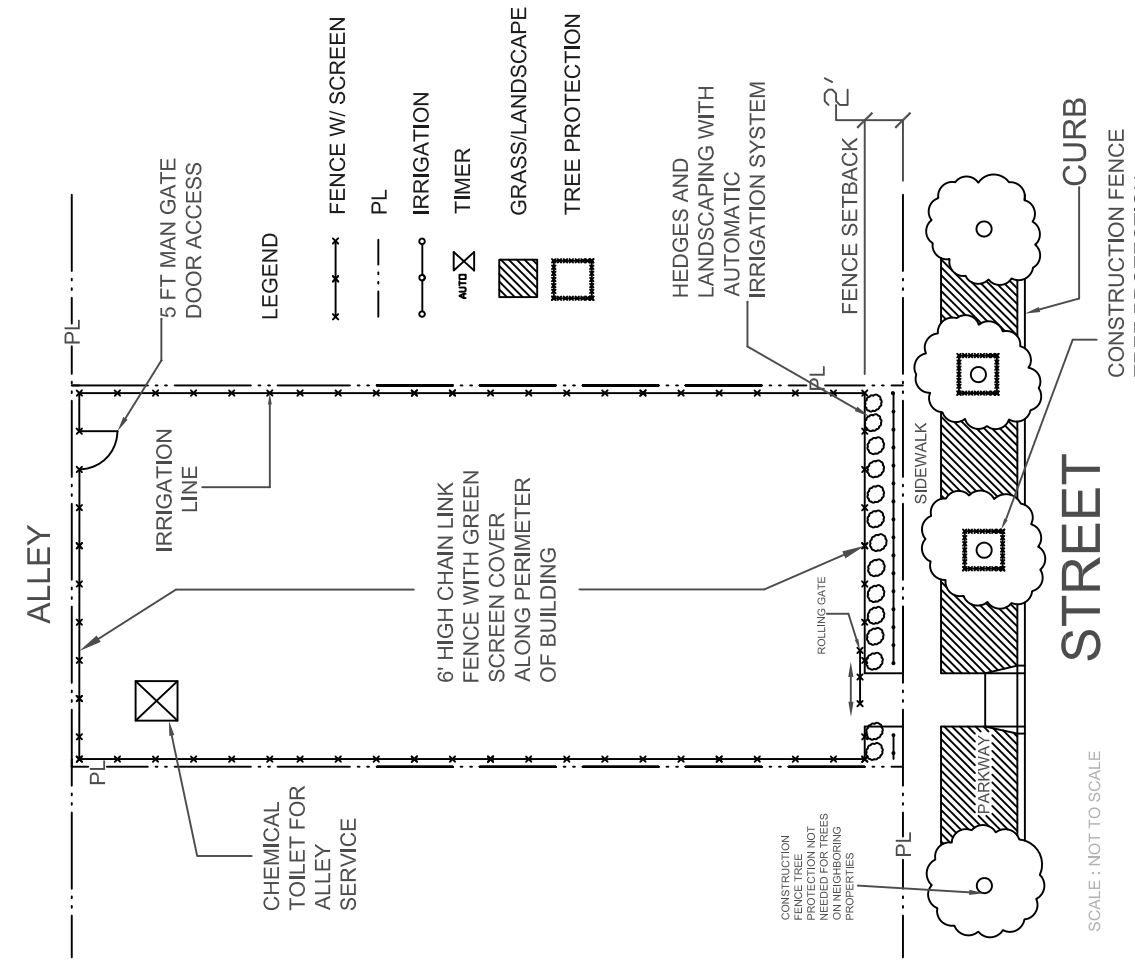 ALLEY
PL
5 FT MAN GATE
DOOR ACCESS
LEGEND
FENCE W/ SCREEN
PL
IRRIGATION
AUTO
TIMER
GRASS/LANDSCAPE
TREE PROTECTION
IRRIGATION
LINE
6' HIGH CHAIN LINK
FENCE WITH GREEN
SCREEN COVER
ALONG PERIMETER
OF BUILDING
PL
CHEMICAL
TOILET FOR
ALLEY
SERVICE
HEDGES AND
LANDSCAPING WITH
AUTOMATIC
IRRIGATION SYSTEM
FENCE SETBACK
2'
PL
ROLLING GATE
SIDEWALK
CONSTRUCTION
FENCE TREE
PROTECTION NOT
NEEDED FOR TREES
ON NEIGHBORING
PROPERTIES
PL
PARKWAY
STREET
CURB
CONSTRUCTION FENCE
SCALE : NOT TO SCALE